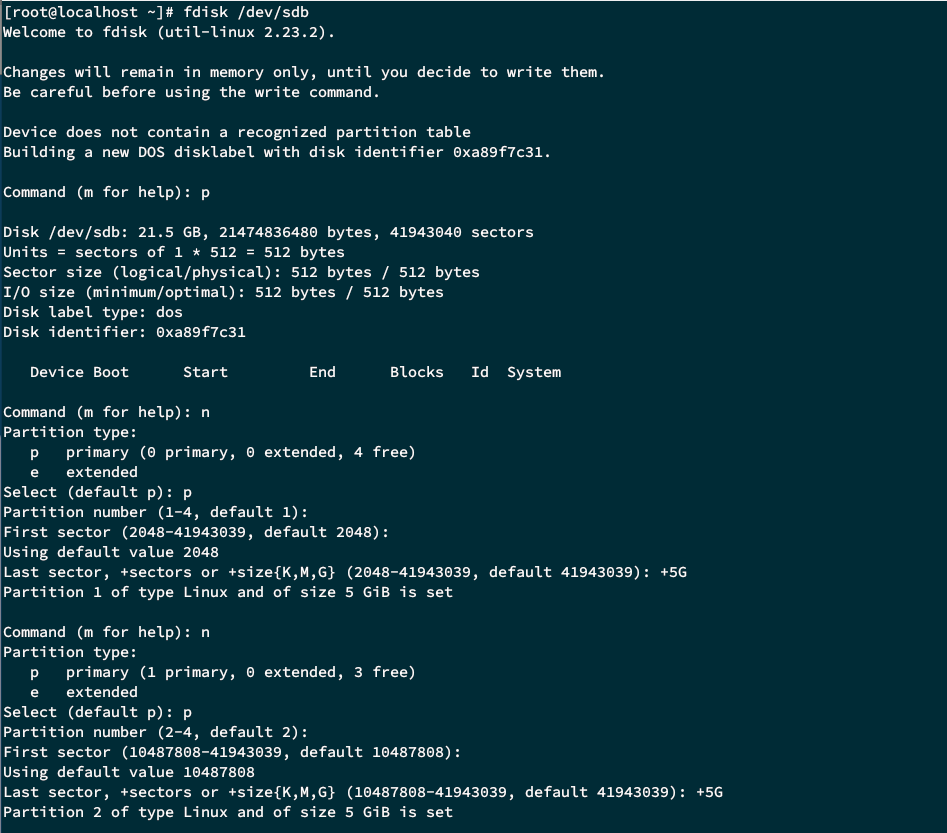 [root@localhost ~]# fdisk /dev/sdb
Welcome to fdisk (util-linux 2.23.2).

Changes will remain in memory only, until you decide to write them.
Be careful before using the write command.

Device does not contain a recognized partition table
Building a new DOS disklabel with disk identifier 0xa89f7c31.

Command (m for help): p

Disk /dev/sdb: 21.5 GB, 21474836480 bytes, 41943040 sectors
Units = sectors of 1 * 512 = 512 bytes
Sector size (logical/physical): 512 bytes / 512 bytes
I/O size (minimum/optimal): 512 bytes / 512 bytes
Disk label type: dos
Disk identifier: 0xa89f7c31

   Device Boot      Start         End      Blocks   Id  System

Command (m for help): n
Partition type:
   p   primary (0 primary, 0 extended, 4 free)
   e   extended
Select (default p): p
Partition number (1-4, default 1):
First sector (2048-41943039, default 2048):
Using default value 2048
Last sector, +sectors or +size{K,M,G} (2048-41943039, default 41943039): +5G
Partition 1 of type Linux and of size 5 GiB is set

Command (m for help): n
Partition type:
   p   primary (1 primary, 0 extended, 3 free)
   e   extended
Select (default p): p
Partition number (2-4, default 2):
First sector (10487808-41943039, default 10487808):
Using default value 10487808
Last sector, +sectors or +size{K,M,G} (10487808-41943039, default 41943039): +5G
Partition 2 of type Linux and of size 5 GiB is set